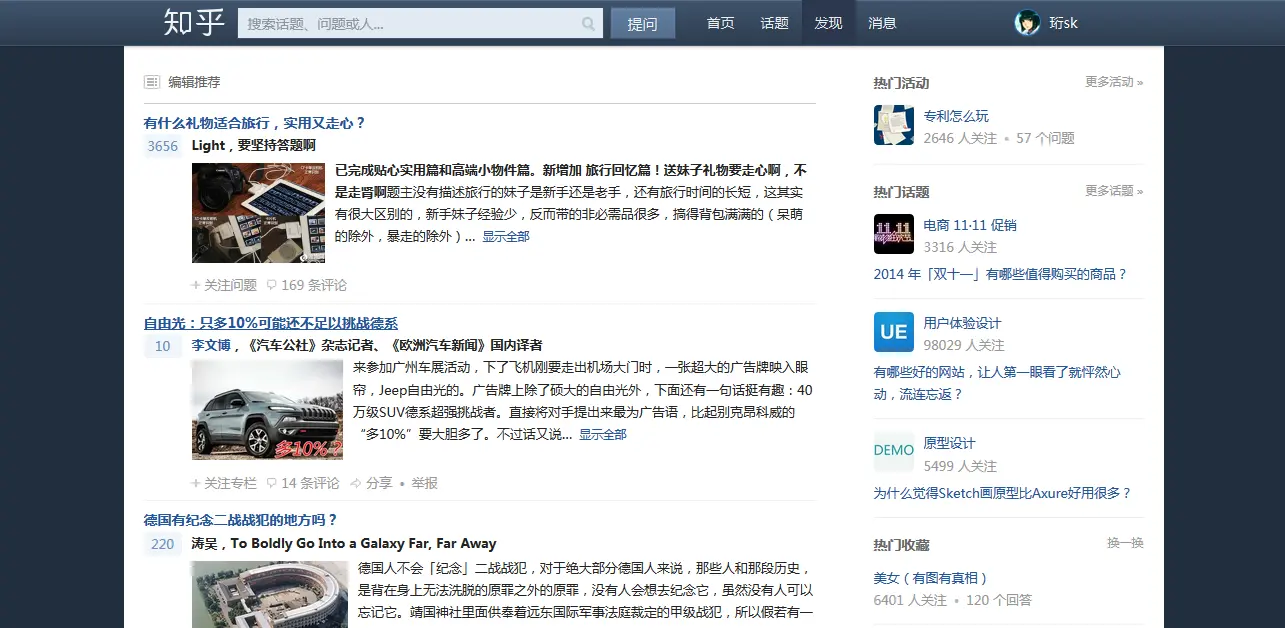 知乎
搜索话题、问题或人...
提问
首页
话题
发现
消息
珩sk
编辑推荐
有什么礼物适合旅行，实用又走心？
3656
Light，要坚持答题啊
已完成贴心实用篇和高端小物件篇。新增加 旅行回忆篇！送妹子礼物要走心啊，不
是走肾啊题主没有描述旅行的妹子是新手还是老手，还有旅行时间的长短，这其实
有很大区别的，新手妹子经验少，反而带的非必需品很多，搞得背包满满的（呆萌
的除外，暴走的除外）... 显示全部
+ 关注问题
169 条评论
自由光：只多10%可能还不足以挑战德系
10
李文博，《汽车公社》杂志记者、《欧洲汽车新闻》国内译者
来参加广州车展活动，下了飞机刚要走出机场大门时，一张超大的广告牌映入眼
帘，Jeep自由光的。广告牌上除了硕大的自由光外，下面还有一句话挺有趣：40
万级SUV德系超强挑战者。直接将对手提出来最为广告语，比起别克昂科威的
“多10%”要大胆多了。不过话又说... 显示全部
多10%?
+ 关注专栏
14 条评论
分享 • 举报
德国有纪念二战战犯的地方吗？
220
涛吴，To Boldly Go Into a Galaxy Far, Far Away
德国人不会「纪念」二战战犯，对于绝大部分德国人来说，那些人和那段历史，
是背在身上无法洗脱的原罪之外的原罪，没有人会想去纪念它，虽然没有人可以
忘记它。靖国神社里面供奉着远东国际军事法庭裁定的甲级战犯，所以假若有一
热门活动
更多活动 »
专利怎么玩
2646 人关注 • 57 个问题
热门话题
更多话题 »
11.11
电商 11·11 促销
3316 人关注
2014 年「双十一」有哪些值得购买的商品？
UE
用户体验设计
98029 人关注
有哪些好的网站，让人第一眼看了就怦然心
动，流连忘返？
DEMO
原型设计
5499 人关注
为什么觉得Sketch画原型比Axure好用很多？
热门收藏
换一换
美女（有图有真相）
6401 人关注 • 120 个回答